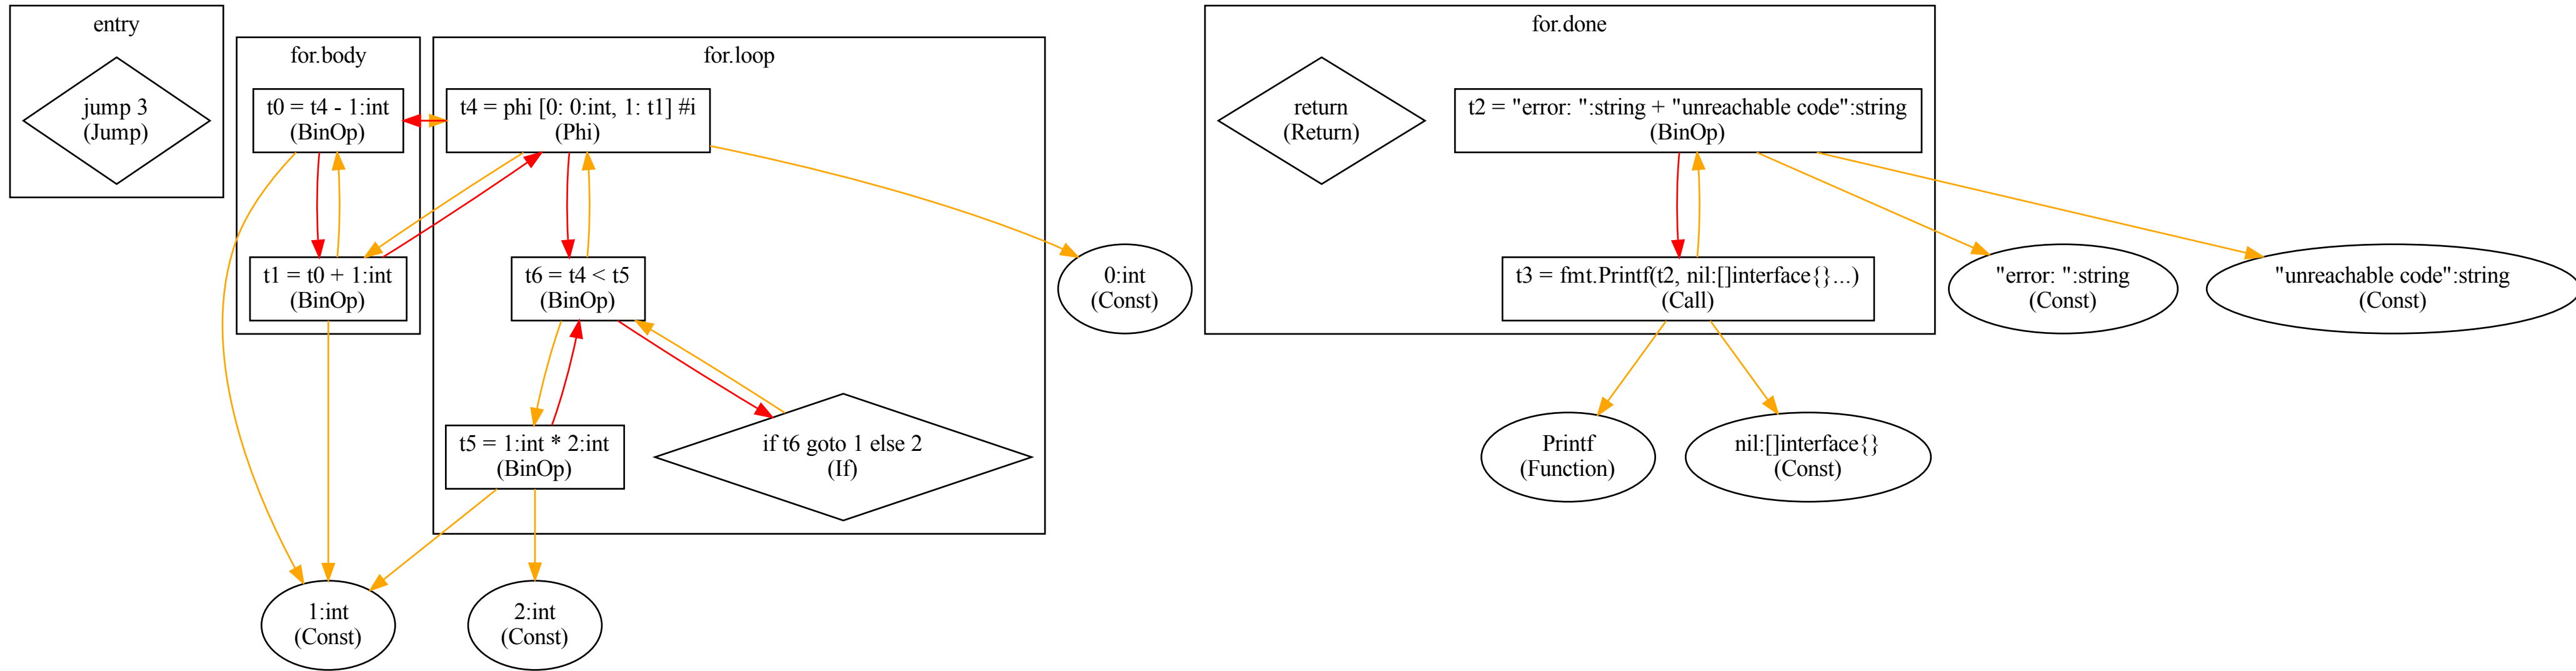 entry
jump 3
(Jump)
for.body
t0 = t4 - 1:int
(BinOp)
t1 = t0 + 1:int
(BinOp)
for.loop
t4 = phi [0: 0:int, 1: t1] #i
(Phi)
t6 = t4 < t5
(BinOp)
t5 = 1:int * 2:int
(BinOp)
if t6 goto 1 else 2
(If)
0:int
(Const)
1:int
(Const)
2:int
(Const)
for.done
return
(Return)
t2 = "error: ":string + "unreachable code":string
(BinOp)
t3 = fmt.Printf(t2, nil:[]interface{}...)
(Call)
"error: ":string
(Const)
"unreachable code":string
(Const)
Printf
(Function)
nil:[]interface{}
(Const)